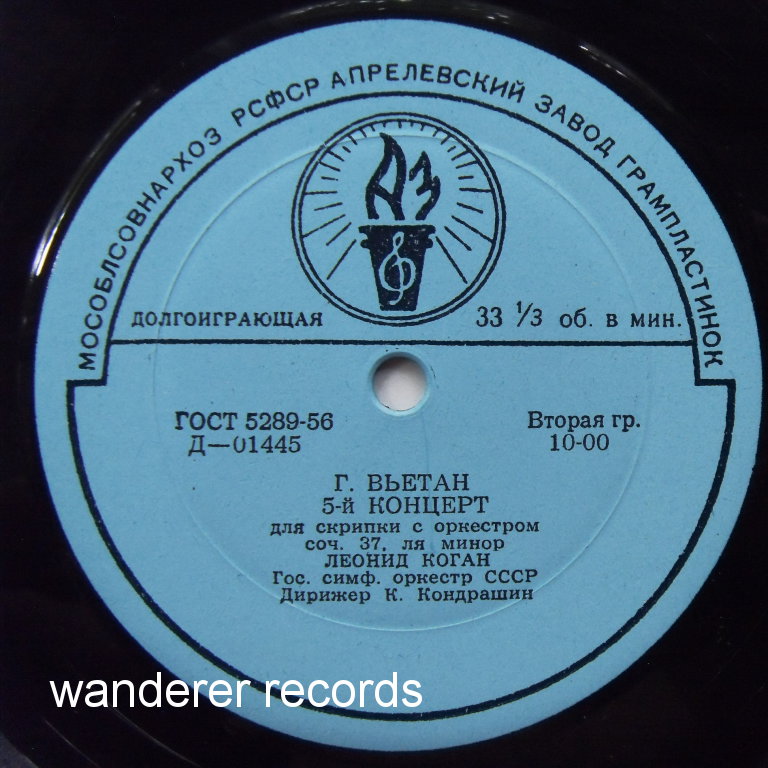 МОСОБЛСОВНАРХОЗ РСФСР АПРЕЛЕВСКИЙ ЗАВОД ГРАМПЛАСТИНОК
АЗ
ДОЛГОИГРАЮЩАЯ 33 1/3 об. в мин.
ГОСТ 5289-56 Вторая гр.
Д—01445 10-00
Г. ВЬЕТАН
5-й КОНЦЕРТ
для скрипки с оркестром
соч. 37, ля минор
ЛЕОНИД КОГАН
Гос. симф. оркестр СССР
Дирижер К. Кондрашин
wanderer records